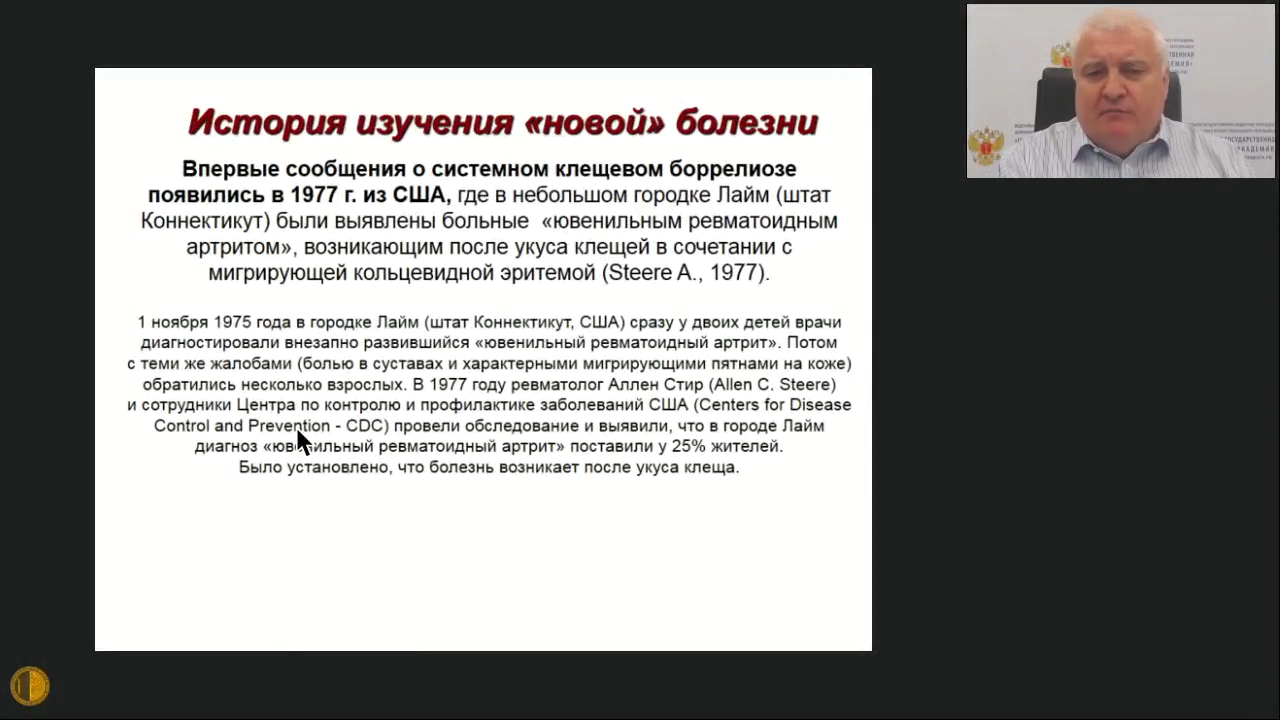 История изучения «новой» болезни
Впервые сообщения о системном клещевом боррелиозе
появились в 1977 г. из США, где в небольшом городке Лайм (штат
Коннектикут) были выявлены больные «ювенильным ревматоидным
артритом», возникающим после укуса клещей в сочетании с
мигрирующей кольцевидной эритемой (Steere A., 1977).
1 ноября 1975 года в городке Лайм (штат Коннектикут, США) сразу у двоих детей врачи
диагностировали внезапно развившийся «ювенильный ревматоидный артрит». Потом
с теми же жалобами (болью в суставах и характерными мигрирующими пятнами на коже)
обратились несколько взрослых. В 1977 году ревматолог Аллен Стир (Allen C. Steere)
и сотрудники Центра по контролю и профилактике заболеваний США (Centers for Disease
Control and Prevention - CDC) провели обследование и выявили, что в городе Лайм
диагноз «ювенильный ревматоидный артрит» поставили у 25% жителей.
Было установлено, что болезнь возникает после укуса клеща.